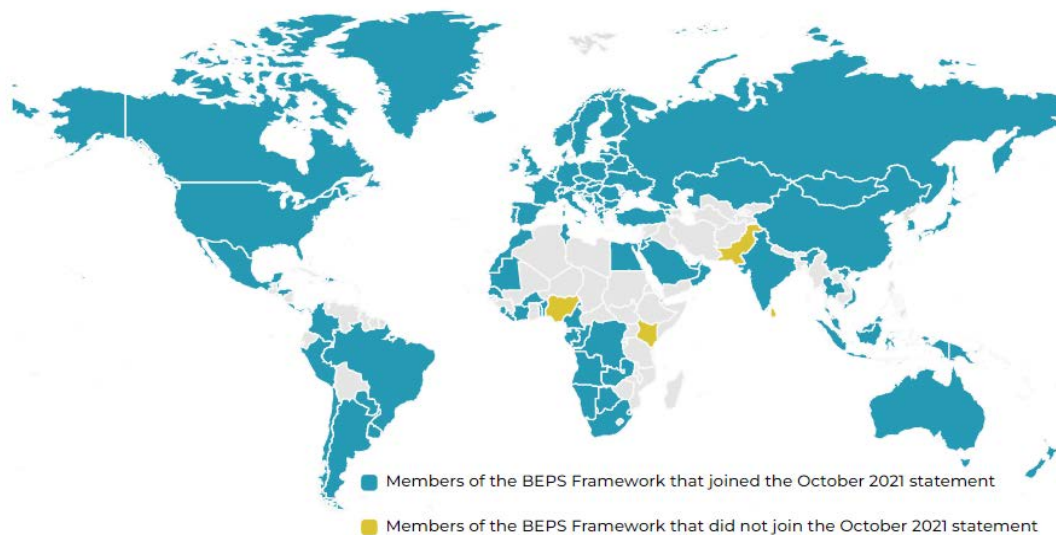 Members of the BEPS Framework that joined the October 2021 statement
Members of the BEPS Framework that did not join the October 2021 statement